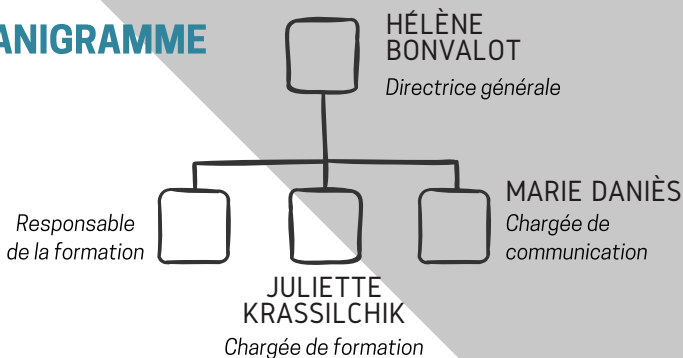 ANIGRAMME
HÉLÈNE
BONVALOT
Directrice générale
Responsable
de la formation
JULIETTE
KRASSILCHIK
Chargée de formation
MARIE DANIÈS
Chargée de
communication